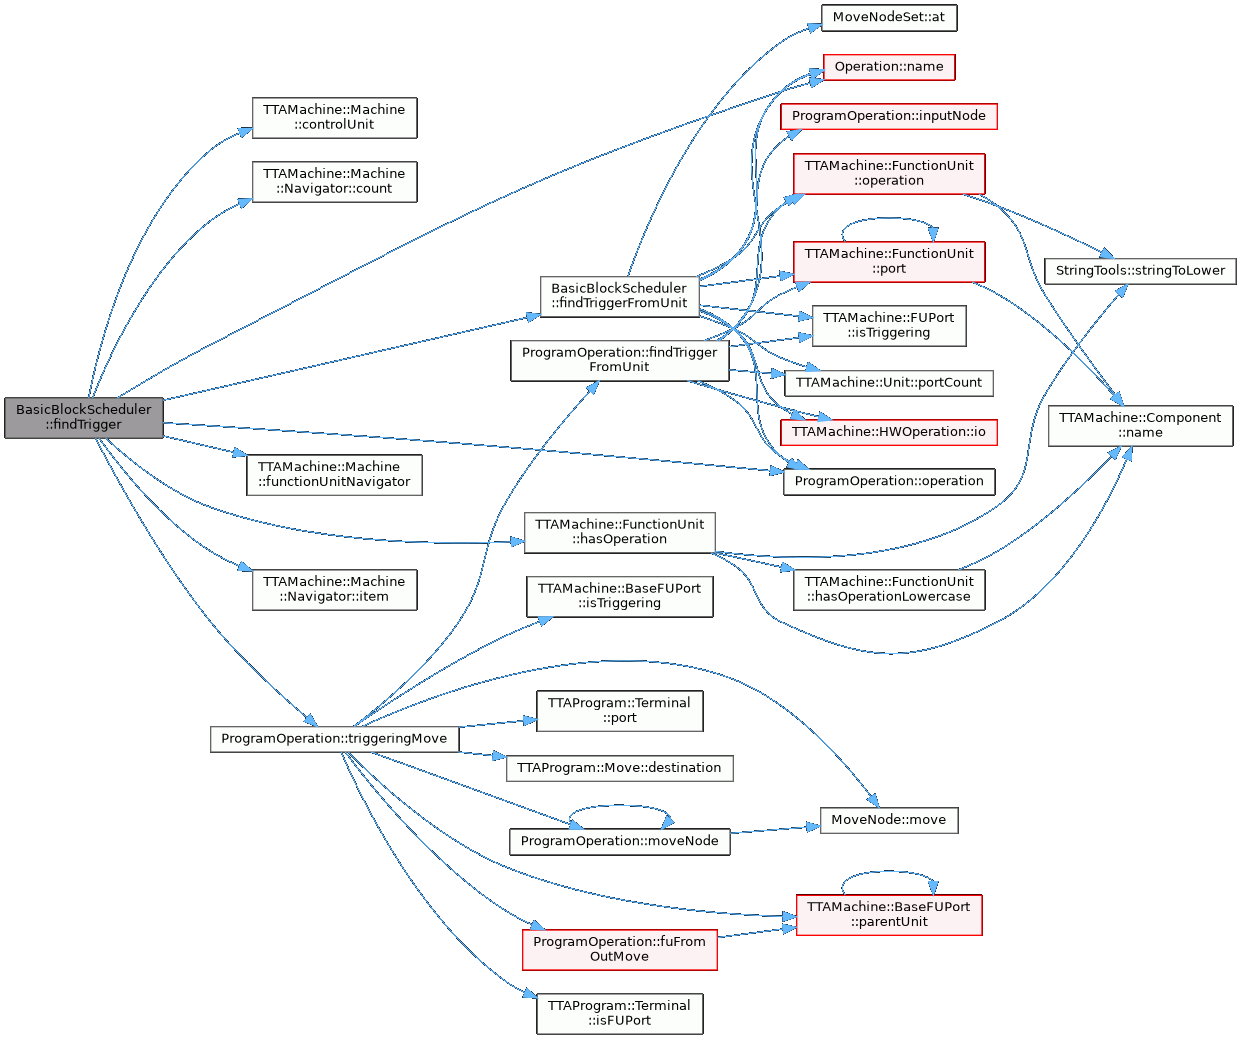 MoveNodeSet::at
Operation::name
TTAMachine::Machine
::controlUnit
ProgramOperation::inputNode
TTAMachine::FunctionUnit
::operation
TTAMachine::Machine
::Navigator::count
TTAMachine::FunctionUnit
::port
StringTools::stringToLower
BasicBlockScheduler
::findTriggerFromUnit
TTAMachine::FUPort
::isTriggering
ProgramOperation::findTrigger
FromUnit
TTAMachine::Unit::portCount
BasicBlockScheduler
::findTrigger
TTAMachine::Component
::name
TTAMachine::HWOperation::io
TTAMachine::Machine
::functionUnitNavigator
ProgramOperation::operation
TTAMachine::FunctionUnit
::hasOperation
TTAMachine::Machine
::Navigator::item
TTAMachine::BaseFUPort
::isTriggering
TTAMachine::FunctionUnit
::hasOperationLowercase
TTAProgram::Terminal
::port
ProgramOperation::triggeringMove
TTAProgram::Move::destination
MoveNode::move
ProgramOperation::moveNode
TTAMachine::BaseFUPort
::parentUnit
ProgramOperation::fuFrom
OutMove
TTAProgram::Terminal
::isFUPort